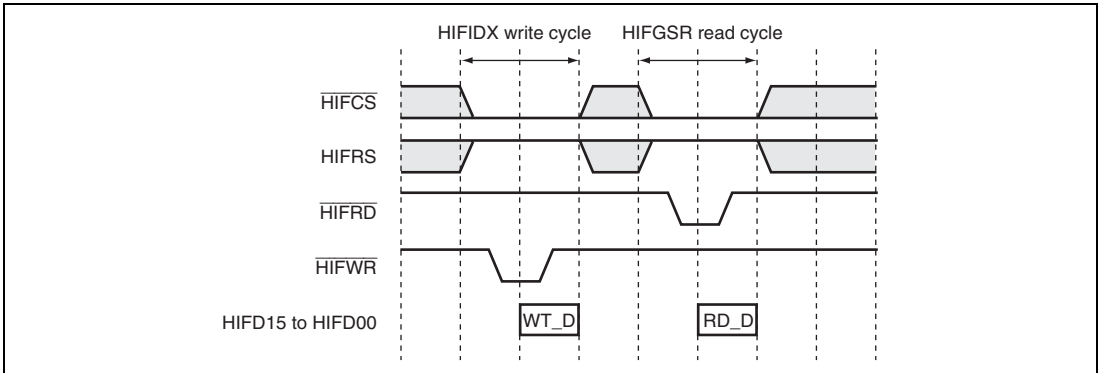 HIFIDX write cycle HIFGSR read cycle
HIFCS
HIFRS
HIFRD
HIFWR
HIFD15 to HIFD00 WT_D RD_D